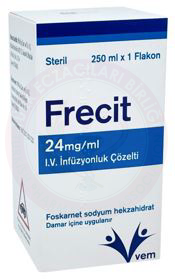 Steril 250 ml x 1 Flakon
Frecit
24mg/ml
I.V. İnfüzyonluk Çözelti
Foskarnet sodyum hekzahidrat
Damar içine uygulanır
vem